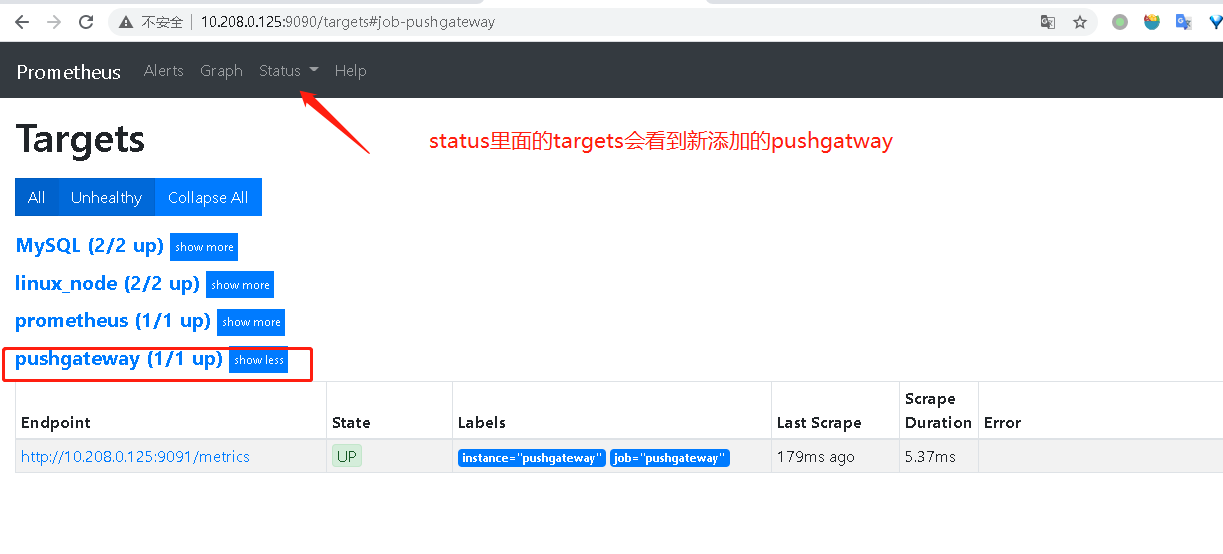 不安全 10.208.0.125:9090/targets#job-pushgateway
Prometheus Alerts Graph Status Help
Targets
status里面的targets会看到新添加的pushgatway
All Unhealthy Collapse All
MySQL (2/2 up) show more
linux_node (2/2 up) show more
prometheus (1/1 up) show more
pushgateway (1/1 up) show less
Endpoint State Labels Last Scrape Scrape Duration Error
http://10.208.0.125:9091/metrics UP instance="pushgateway" job="pushgateway" 179ms ago 5.37ms